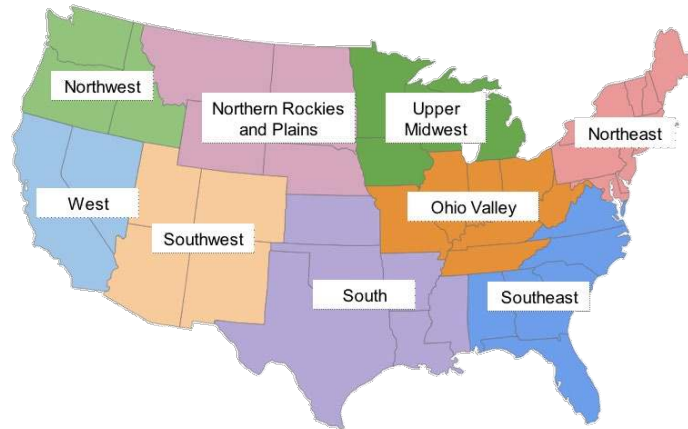 Northwest
Northern Rockies
and Plains
Upper
Midwest
Northeast
West
Ohio Valley
Southwest
South
Southeast